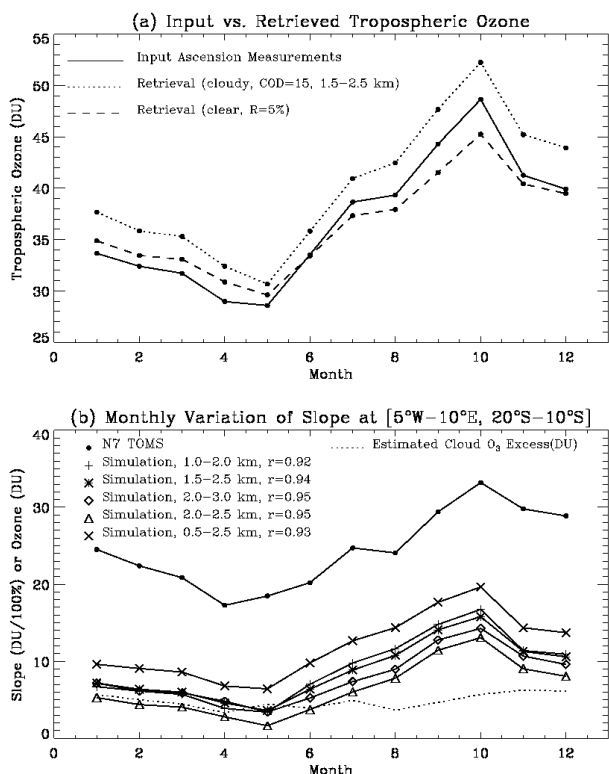 (a) Input vs. Retrieved Tropospheric Ozone
Input Ascension Measurements
Retrieval (cloudy, COD=15, 1.5−2.5 km)
Retrieval (clear, R=5%)
Tropospheric Ozone (DU)
55
50
45
40
35
30
25
0 2 4 6 8 10 12
Month
(b) Monthly Variation of Slope at [5°W−10°E, 20°S−10°S]
N7 TOMS
Simulation, 1.0−2.0 km, r=0.92
Simulation, 1.5−2.5 km, r=0.94
Simulation, 2.0−3.0 km, r=0.95
Simulation, 2.0−2.5 km, r=0.95
Simulation, 0.5−2.5 km, r=0.93
Estimated Cloud O₃ Excess(DU)
Slope (DU/100%) or Ozone (DU)
40
30
20
10
0
0 2 4 6 8 10 12
Month